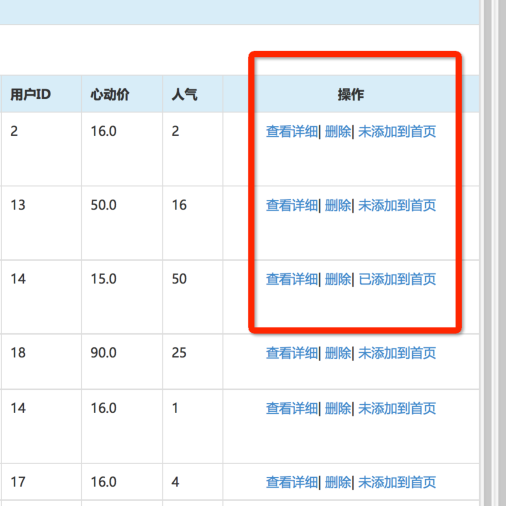 用户ID 心动价 人气 操作
2 16.0 2 查看详细| 删除| 未添加到首页
13 50.0 16 查看详细| 删除| 未添加到首页
14 15.0 50 查看详细| 删除| 已添加到首页
18 90.0 25 查看详细| 删除| 未添加到首页
14 16.0 1 查看详细| 删除| 未添加到首页
17 16.0 4 查看详细| 删除| 未添加到首页